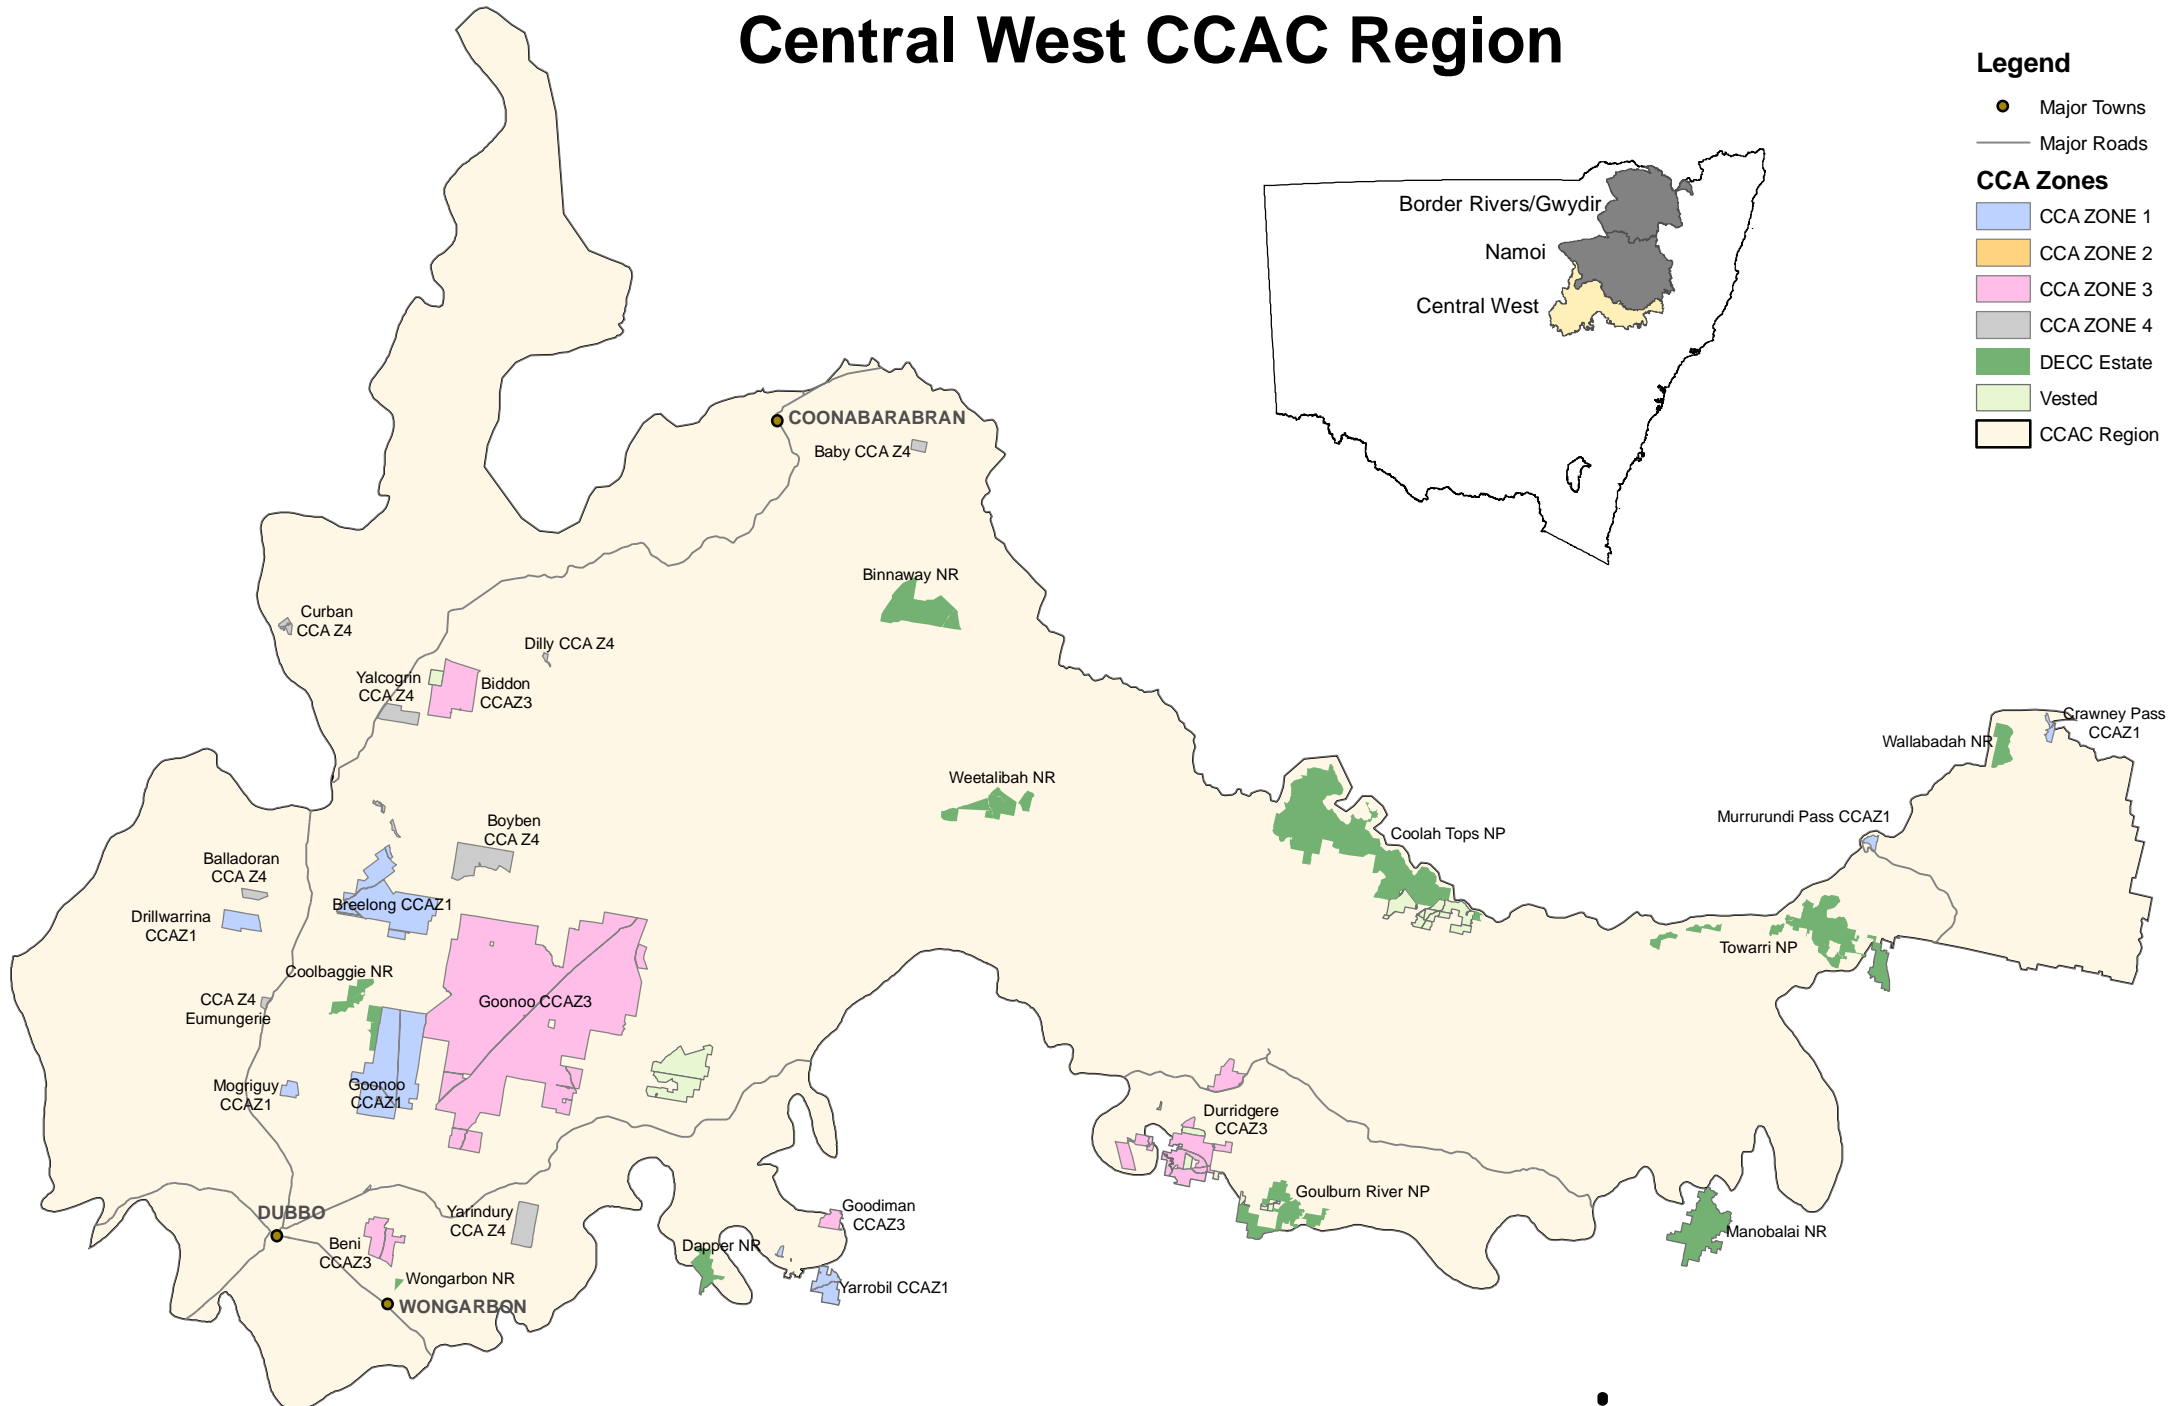 Central West CCAC Region
Legend
Major Towns
Major Roads
CCA Zones
CCA ZONE 1
CCA ZONE 2
CCA ZONE 3
CCA ZONE 4
DECC Estate
Vested
CCAC Region
Border Rivers/Gwydir
Namoi
Central West
COONABARABRAN
Baby CCA Z4
Binnaway NR
Curban
CCA Z4
Dilly CCA Z4
Yalcogrin
CCA Z4
Biddon
CCAZ3
Crawney Pass
CCAZ1
Wallabadah NR
Weetalibah NR
Murrurundi Pass CCAZ1
Boyben
CCA Z4
Coolah Tops NP
Balladoran
CCA Z4
Breelong CCAZ1
Drillwarrina
CCAZ1
Towarri NP
Coolbaggie NR
CCA Z4
Eumungerie
Goonoo CCAZ3
Mogriguy
CCAZ1
Goonoo
CCAZ1
Durridgere
CCAZ3
Goulburn River NP
DUBBO
Yarindury
CCA Z4
Goodiman
CCAZ3
Beni
CCAZ3
Dapper NR
Manobalai NR
Wongarbon NR
Yarrobil CCAZ1
WONGARBON